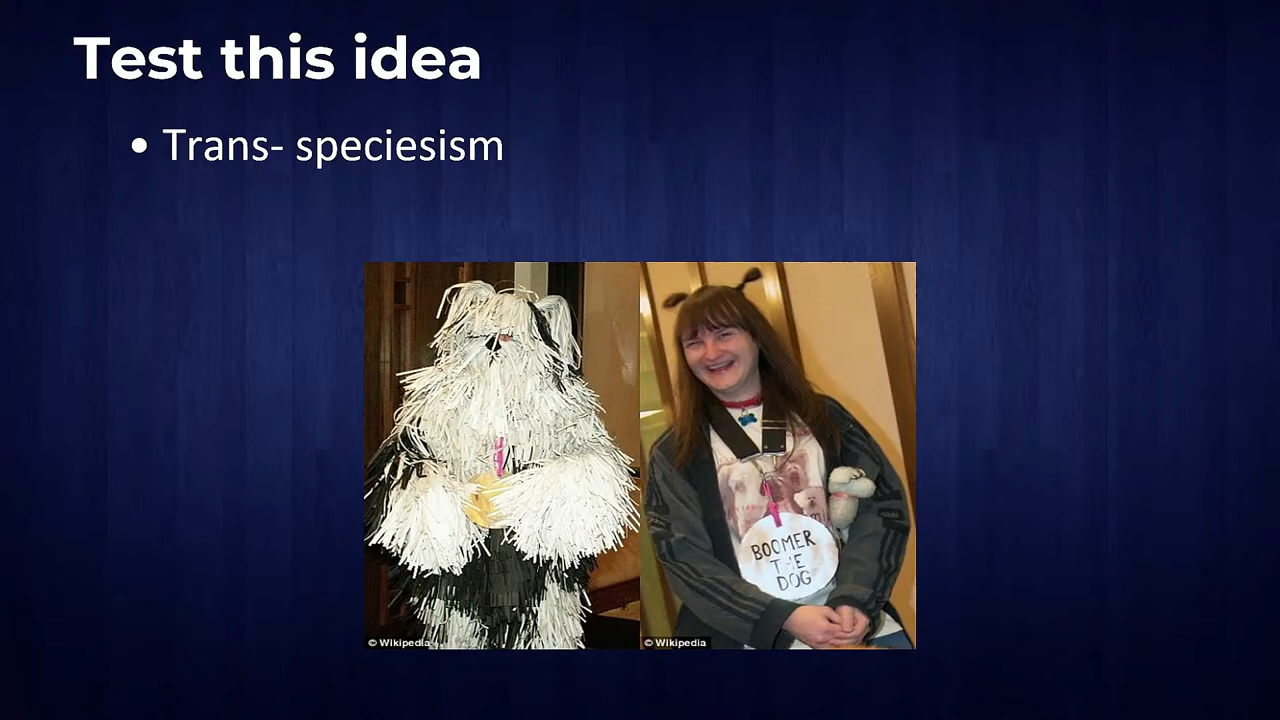 Test this idea
• Trans- speciesism
BOOMER
THE
DOG
© Wikipedia
© Wikipedia